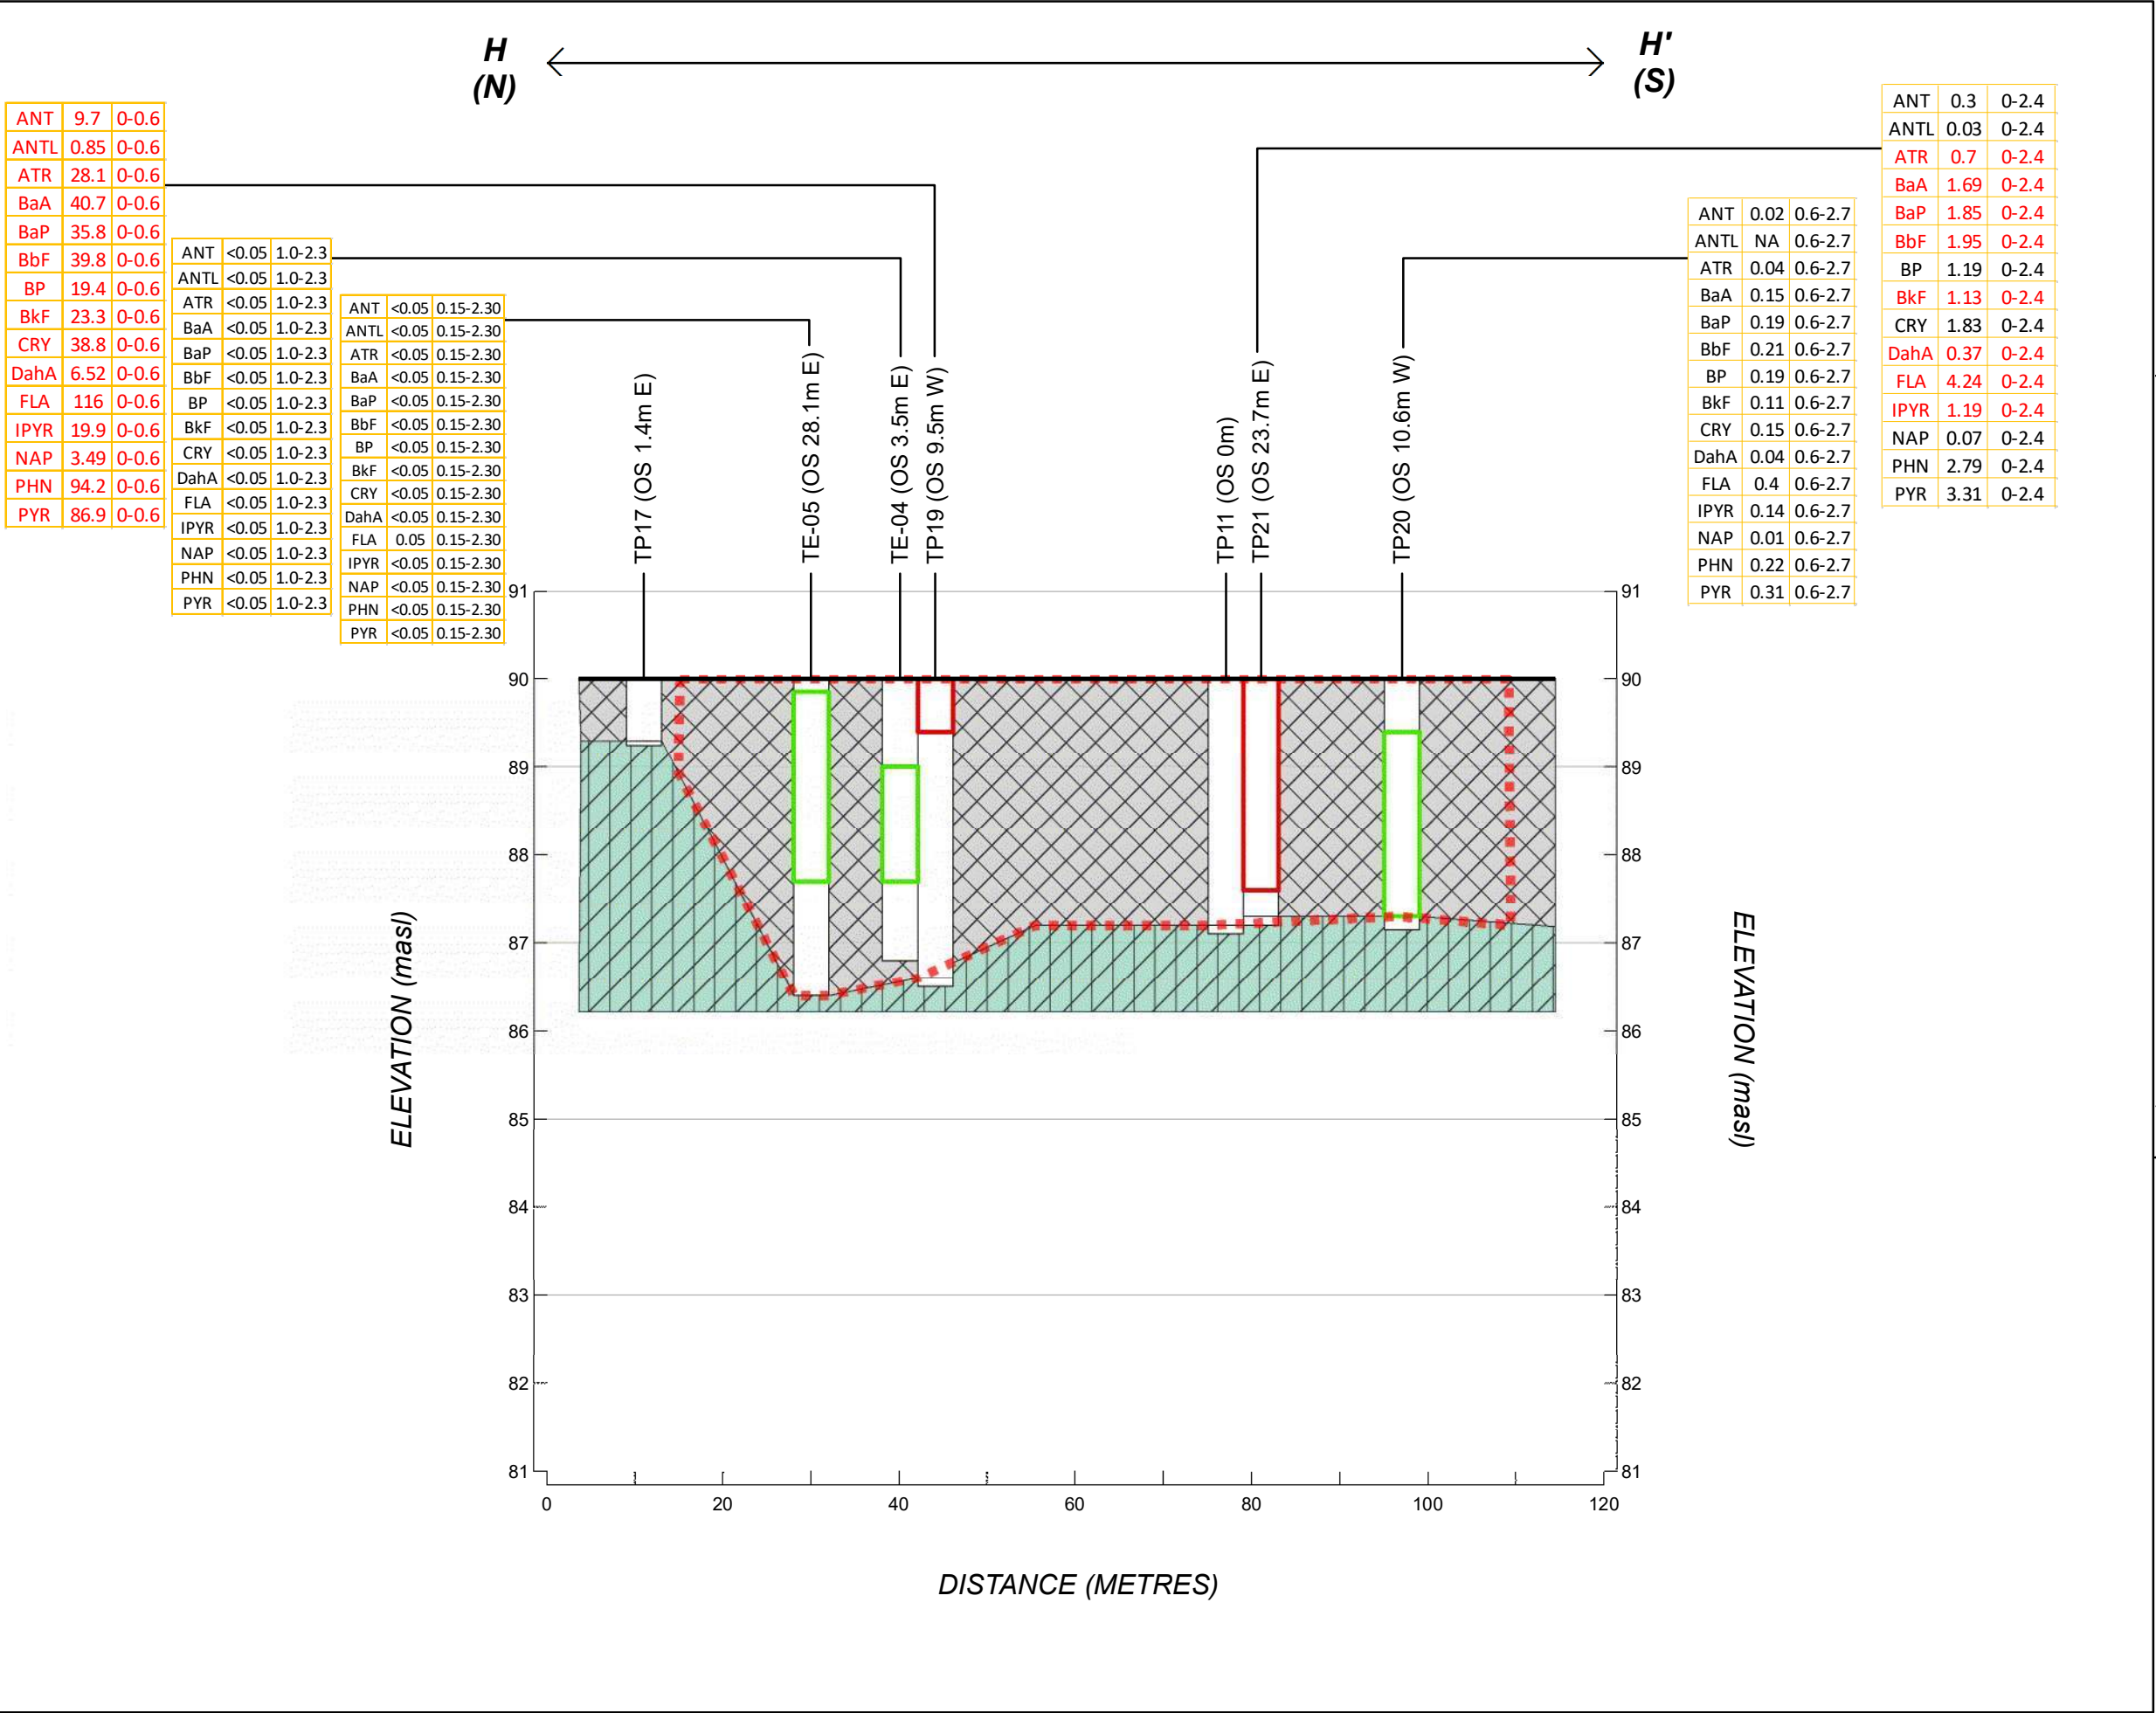 H
(N)
H'
(S)
ANT 9.7 0-0.6
ANTL 0.85 0-0.6
ATR 28.1 0-0.6
BaA 40.7 0-0.6
BaP 35.8 0-0.6
BbF 39.8 0-0.6
BP 19.4 0-0.6
BkF 23.3 0-0.6
CRY 38.8 0-0.6
DahA 6.52 0-0.6
FLA 116 0-0.6
IPYR 19.9 0-0.6
NAP 3.49 0-0.6
PHN 94.2 0-0.6
PYR 86.9 0-0.6
ANT <0.05 1.0-2.3
ANTL <0.05 1.0-2.3
ATR <0.05 1.0-2.3
BaA <0.05 1.0-2.3
BaP <0.05 1.0-2.3
BbF <0.05 1.0-2.3
BP <0.05 1.0-2.3
BkF <0.05 1.0-2.3
CRY <0.05 1.0-2.3
DahA <0.05 1.0-2.3
FLA <0.05 1.0-2.3
IPYR <0.05 1.0-2.3
NAP <0.05 1.0-2.3
PHN <0.05 1.0-2.3
PYR <0.05 1.0-2.3
ANT <0.05 0.15-2.30
ANTL <0.05 0.15-2.30
ATR <0.05 0.15-2.30
BaA <0.05 0.15-2.30
BaP <0.05 0.15-2.30
BbF <0.05 0.15-2.30
BP <0.05 0.15-2.30
BkF <0.05 0.15-2.30
CRY <0.05 0.15-2.30
DahA <0.05 0.15-2.30
FLA 0.05 0.15-2.30
IPYR <0.05 0.15-2.30
NAP <0.05 0.15-2.30
PHN <0.05 0.15-2.30
PYR <0.05 0.15-2.30
TP17 (OS 1.4m E)
TE-05 (OS 28.1m E)
TE-04 (OS 3.5m E)
TP19 (OS 9.5m W)
TP11 (OS 0m)
TP21 (OS 23.7m E)
TP20 (OS 10.6m W)
ANT 0.02 0.6-2.7
ANTL NA 0.6-2.7
ATR 0.04 0.6-2.7
BaA 0.15 0.6-2.7
BaP 0.19 0.6-2.7
BbF 0.21 0.6-2.7
BP 0.19 0.6-2.7
BkF 0.11 0.6-2.7
CRY 0.15 0.6-2.7
DahA 0.04 0.6-2.7
FLA 0.4 0.6-2.7
IPYR 0.14 0.6-2.7
NAP 0.01 0.6-2.7
PHN 0.22 0.6-2.7
PYR 0.31 0.6-2.7
ANT 0.3 0-2.4
ANTL 0.03 0-2.4
ATR 0.7 0-2.4
BaA 1.69 0-2.4
BaP 1.85 0-2.4
BbF 1.95 0-2.4
BP 1.19 0-2.4
BkF 1.13 0-2.4
CRY 1.83 0-2.4
DahA 0.37 0-2.4
FLA 4.24 0-2.4
IPYR 1.19 0-2.4
NAP 0.07 0-2.4
PHN 2.79 0-2.4
PYR 3.31 0-2.4
ELEVATION (masl)
91
90
89
88
87
86
85
84
83
82
81
91
90
89
88
87
86
85
84
83
82
81
ELEVATION (masl)
0 20 40 60 80 100 120
DISTANCE (METRES)